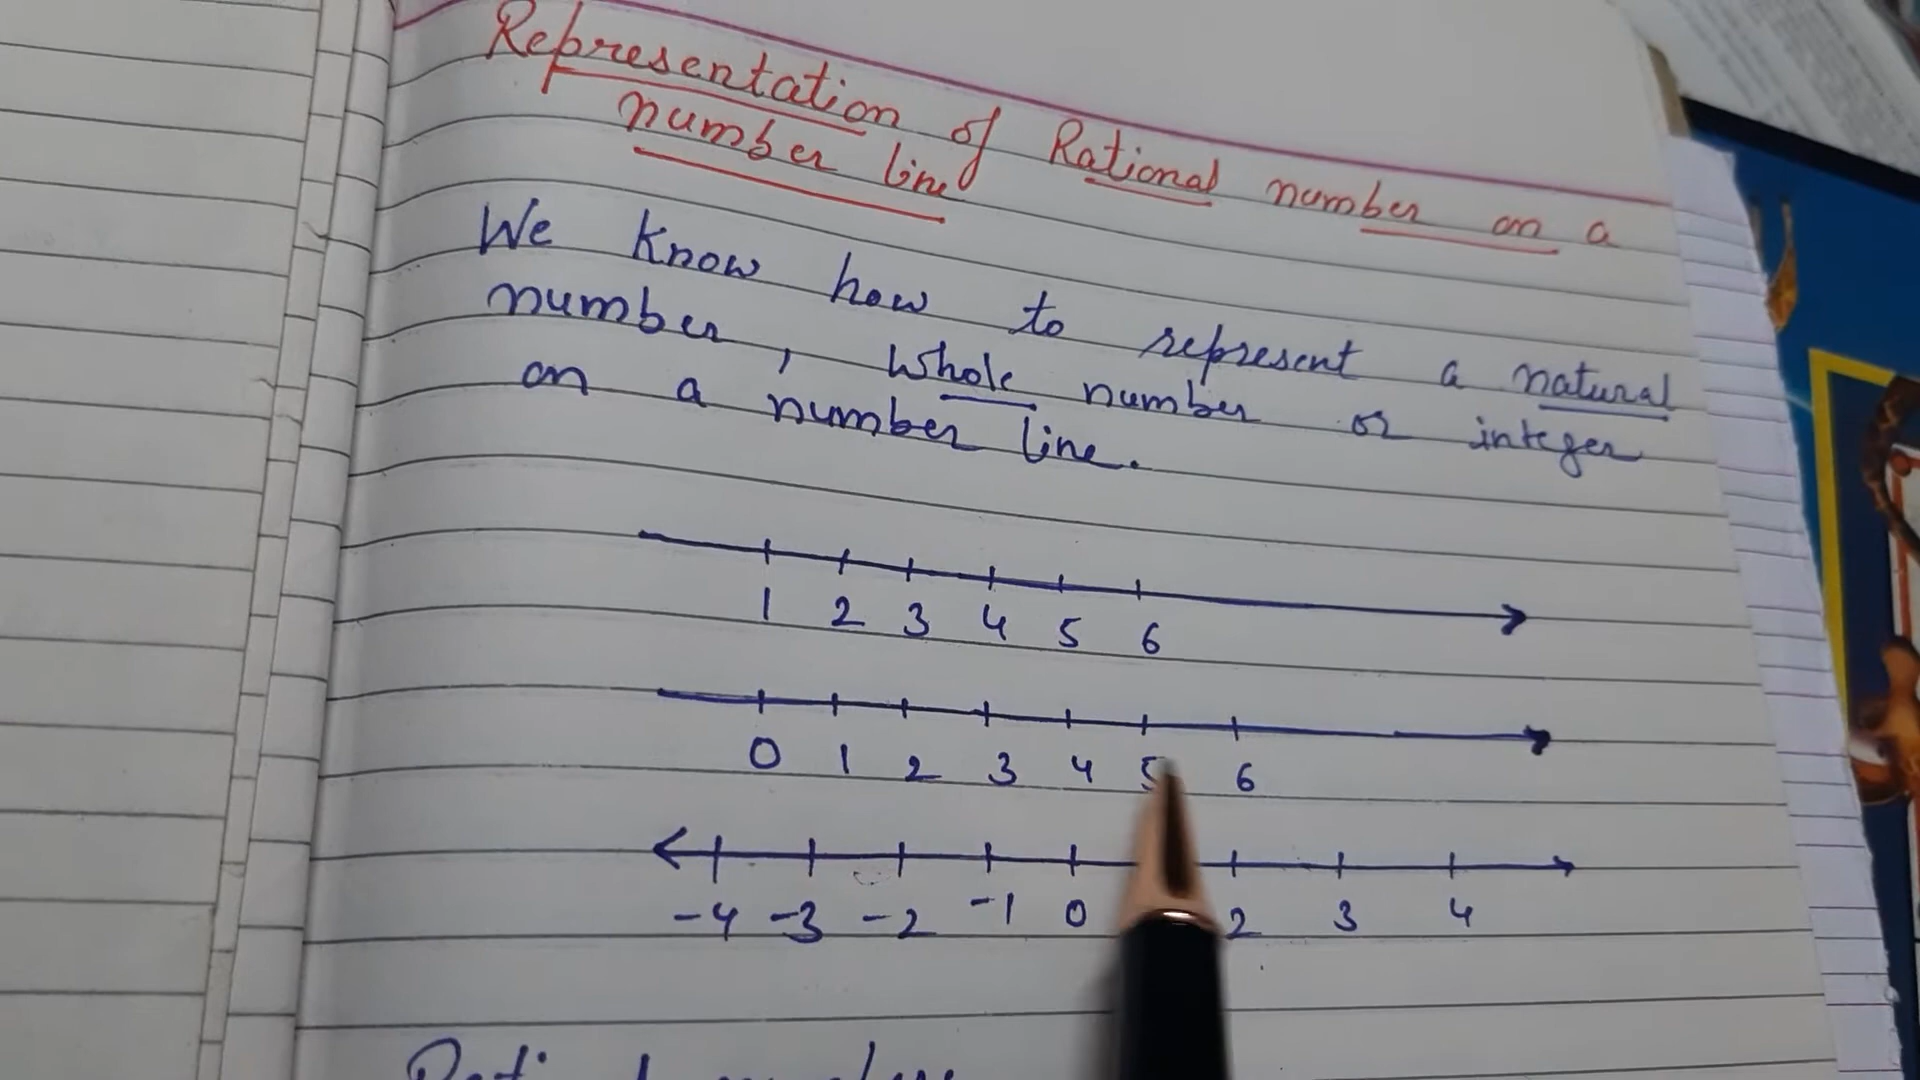 Representation of Rational number on a
number line
We know how to represent a natural
number, whole number or integer
on a number line.
1 2 3 4 5 6
0 1 2 3 4 5 6
-4 -3 -2 -1 0 2 3 4